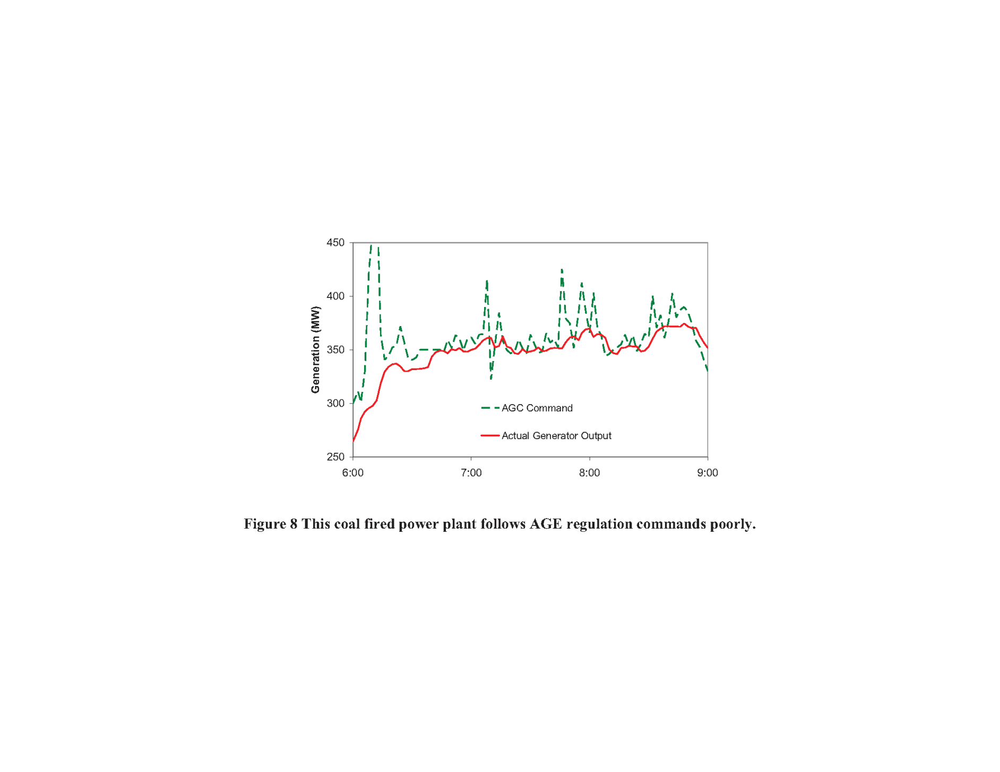 450
400
350
300
250
Generation (MW)
AGC Command
Actual Generator Output
6:00 7:00 8:00 9:00
Figure 8 This coal fired power plant follows AGE regulation commands poorly.